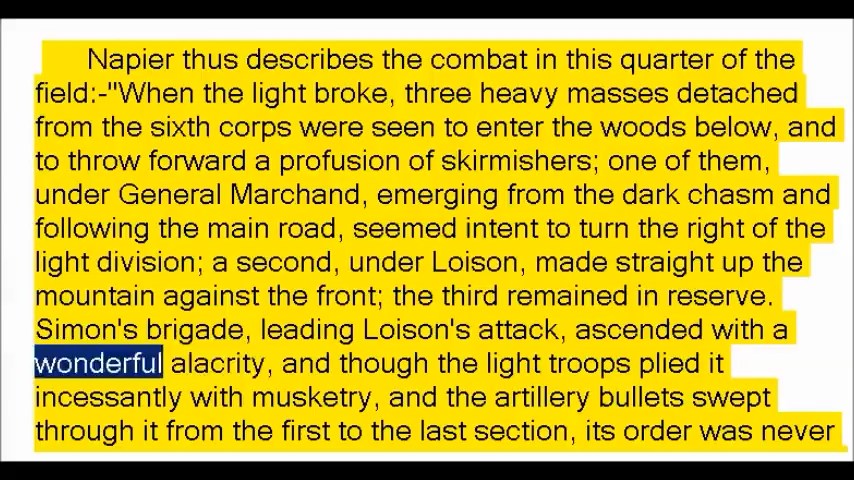 Napier thus describes the combat in this quarter of the
field:-"When the light broke, three heavy masses detached
from the sixth corps were seen to enter the woods below, and
to throw forward a profusion of skirmishers; one of them,
under General Marchand, emerging from the dark chasm and
following the main road, seemed intent to turn the right of the
light division; a second, under Loison, made straight up the
mountain against the front; the third remained in reserve.
Simon's brigade, leading Loison's attack, ascended with a
wonderful alacrity, and though the light troops plied it
incessantly with musketry, and the artillery bullets swept
through it from the first to the last section, its order was never